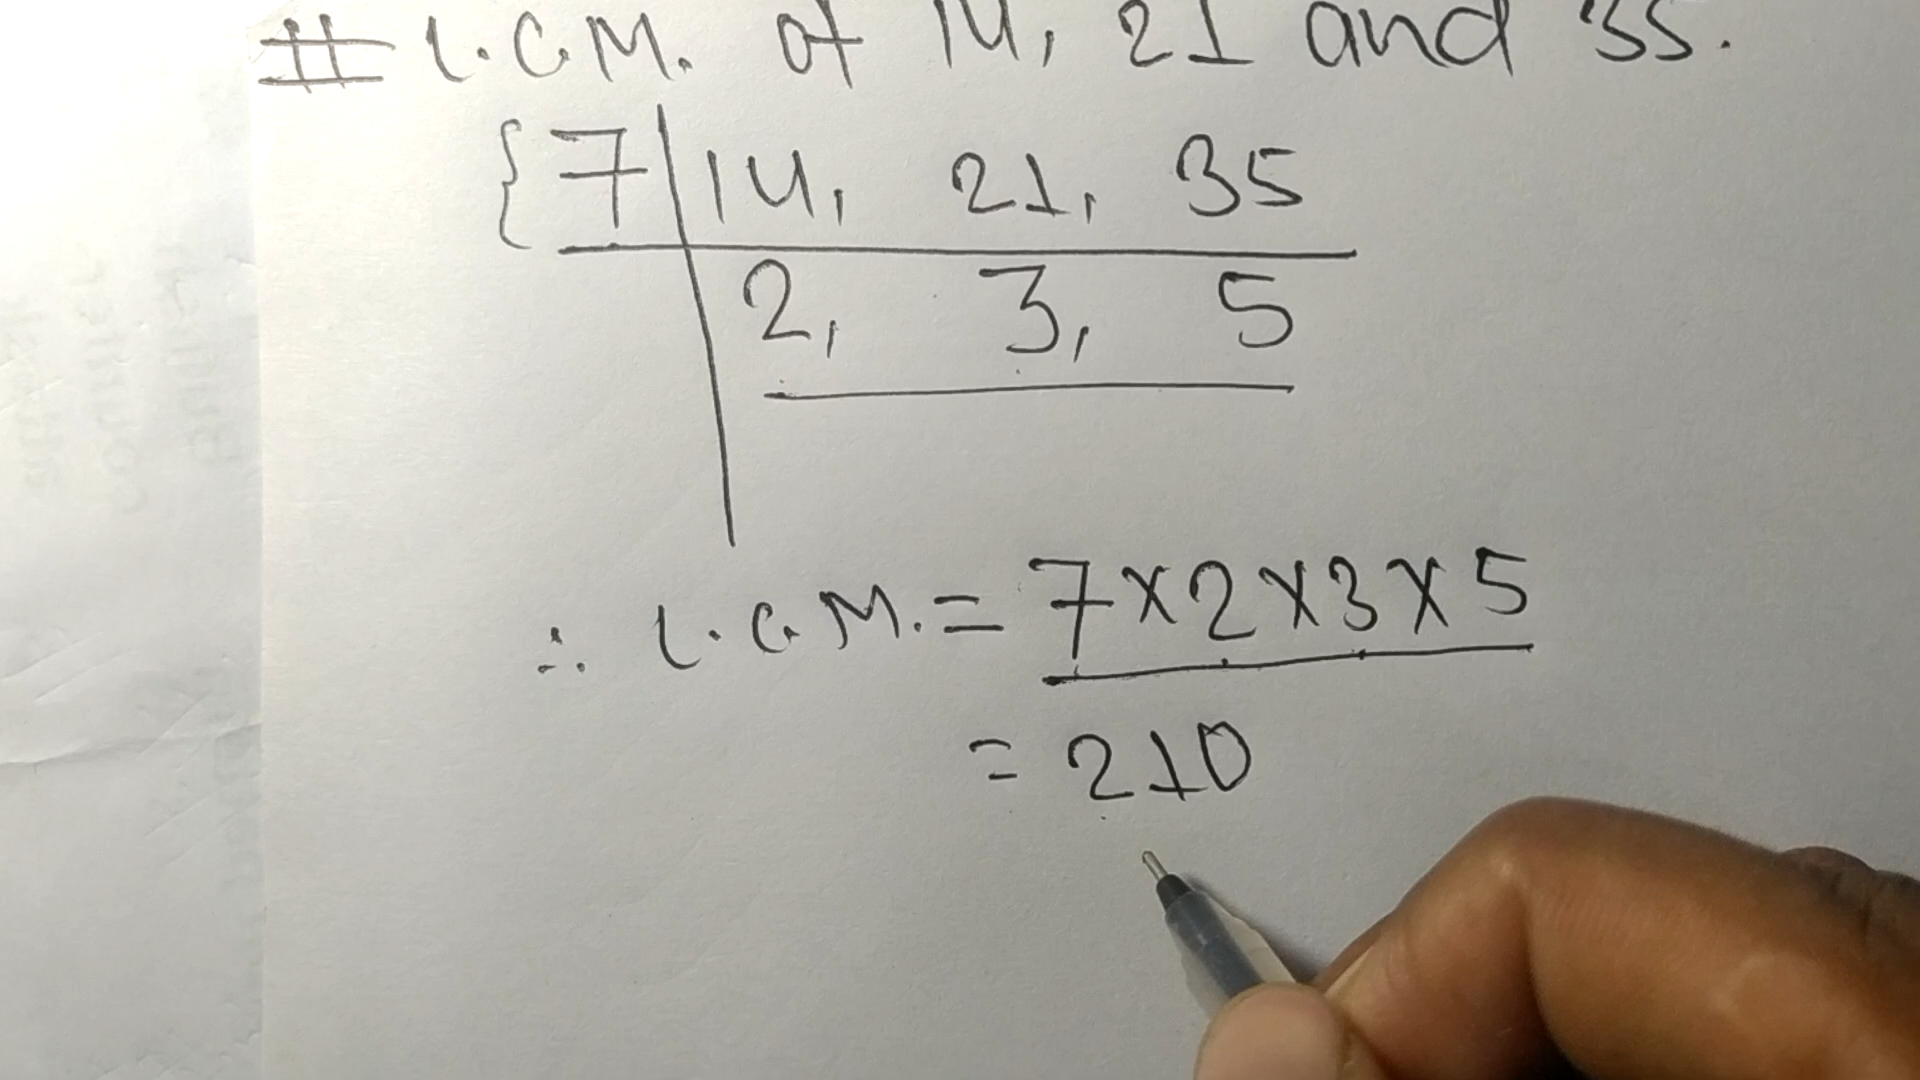 # L.C.M. of 14, 21 and 35.
{7 | 14, 21, 35
2, 3, 5
∴ L.C.M. = 7×2×3×5
= 210